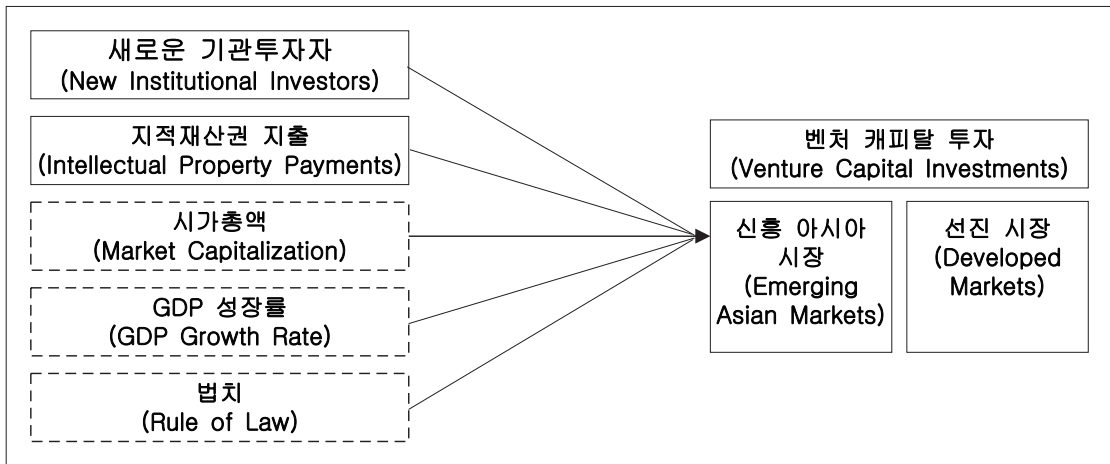 새로운 기관투자자
(New Institutional Investors)
지적재산권 지출
(Intellectual Property Payments)
시가총액
(Market Capitalization)
GDP 성장률
(GDP Growth Rate)
법치
(Rule of Law)
벤처 캐피탈 투자
(Venture Capital Investments)
신흥 아시아
시장
(Emerging
Asian Markets)
선진 시장
(Developed
Markets)